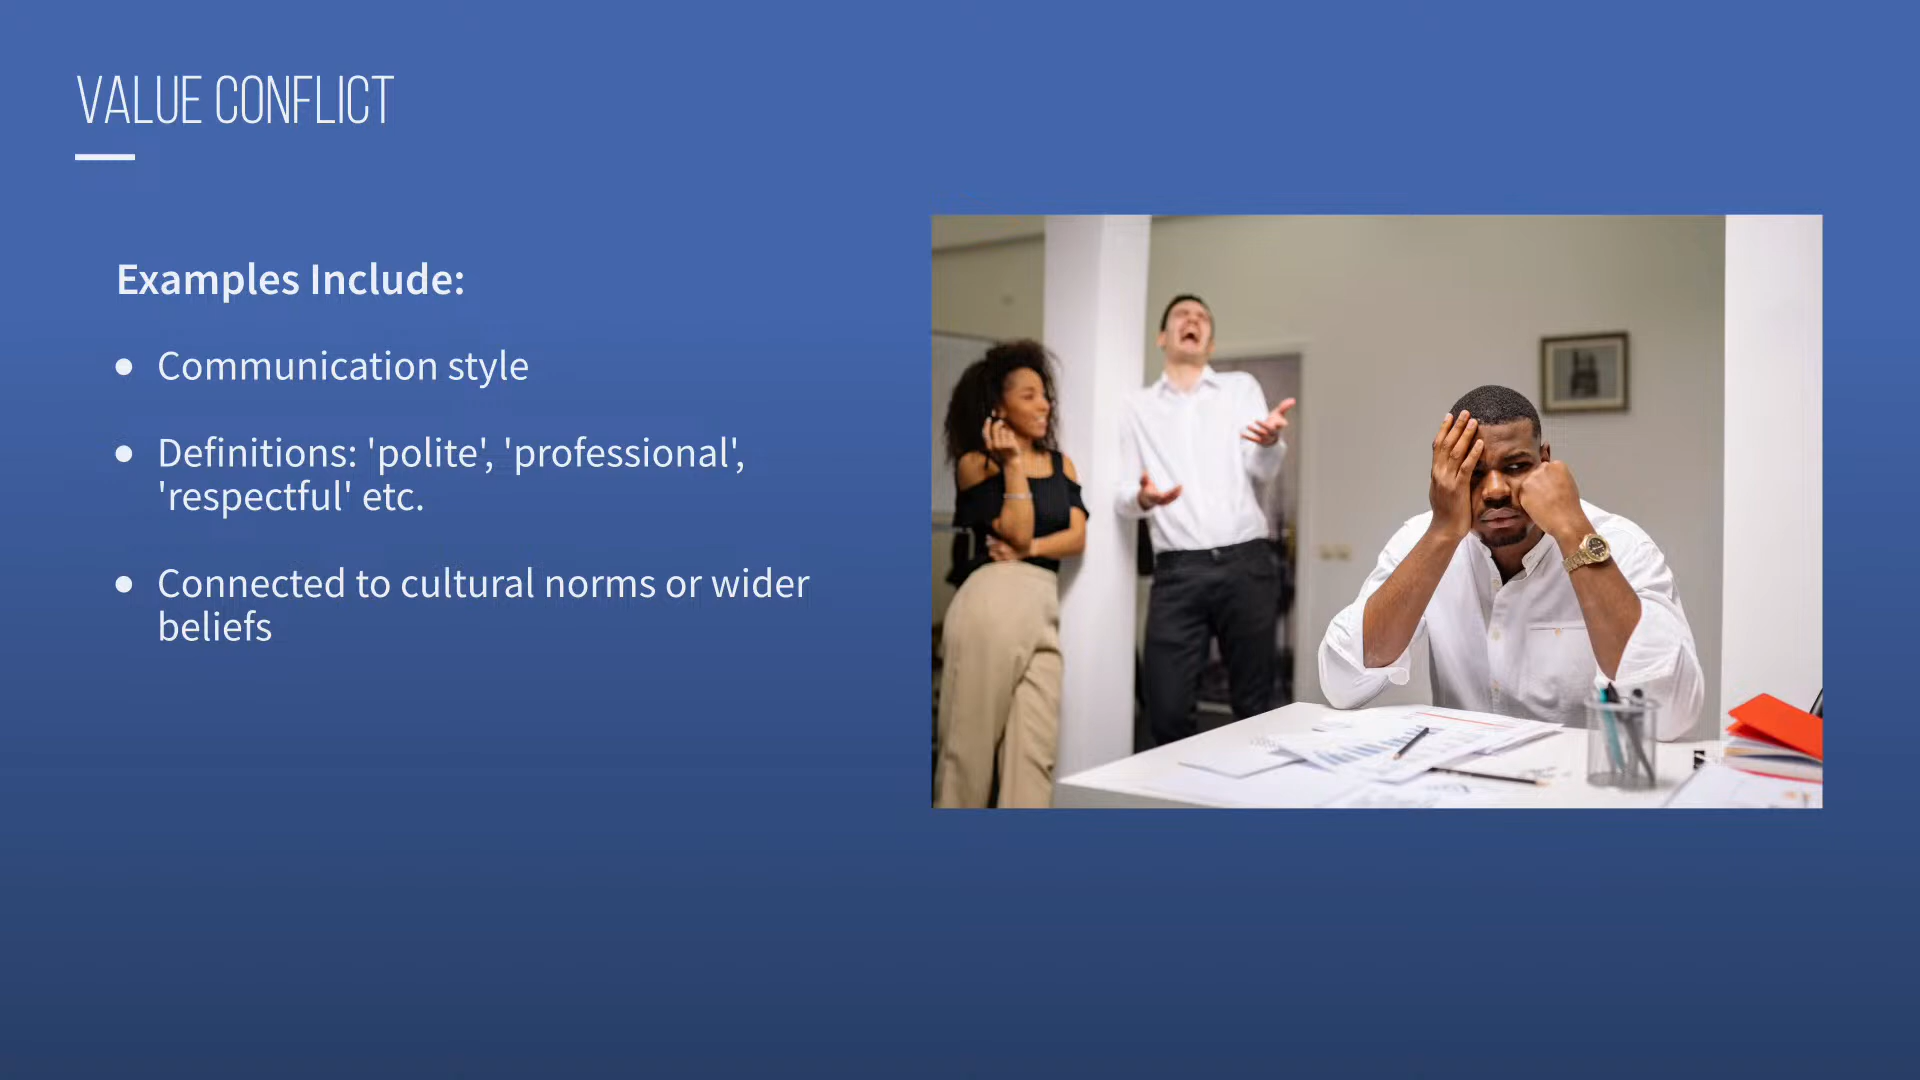 VALUE CONFLICT
Examples Include:
Communication style
Definitions: 'polite', 'professional',
'respectful' etc.
Connected to cultural norms or wider
beliefs